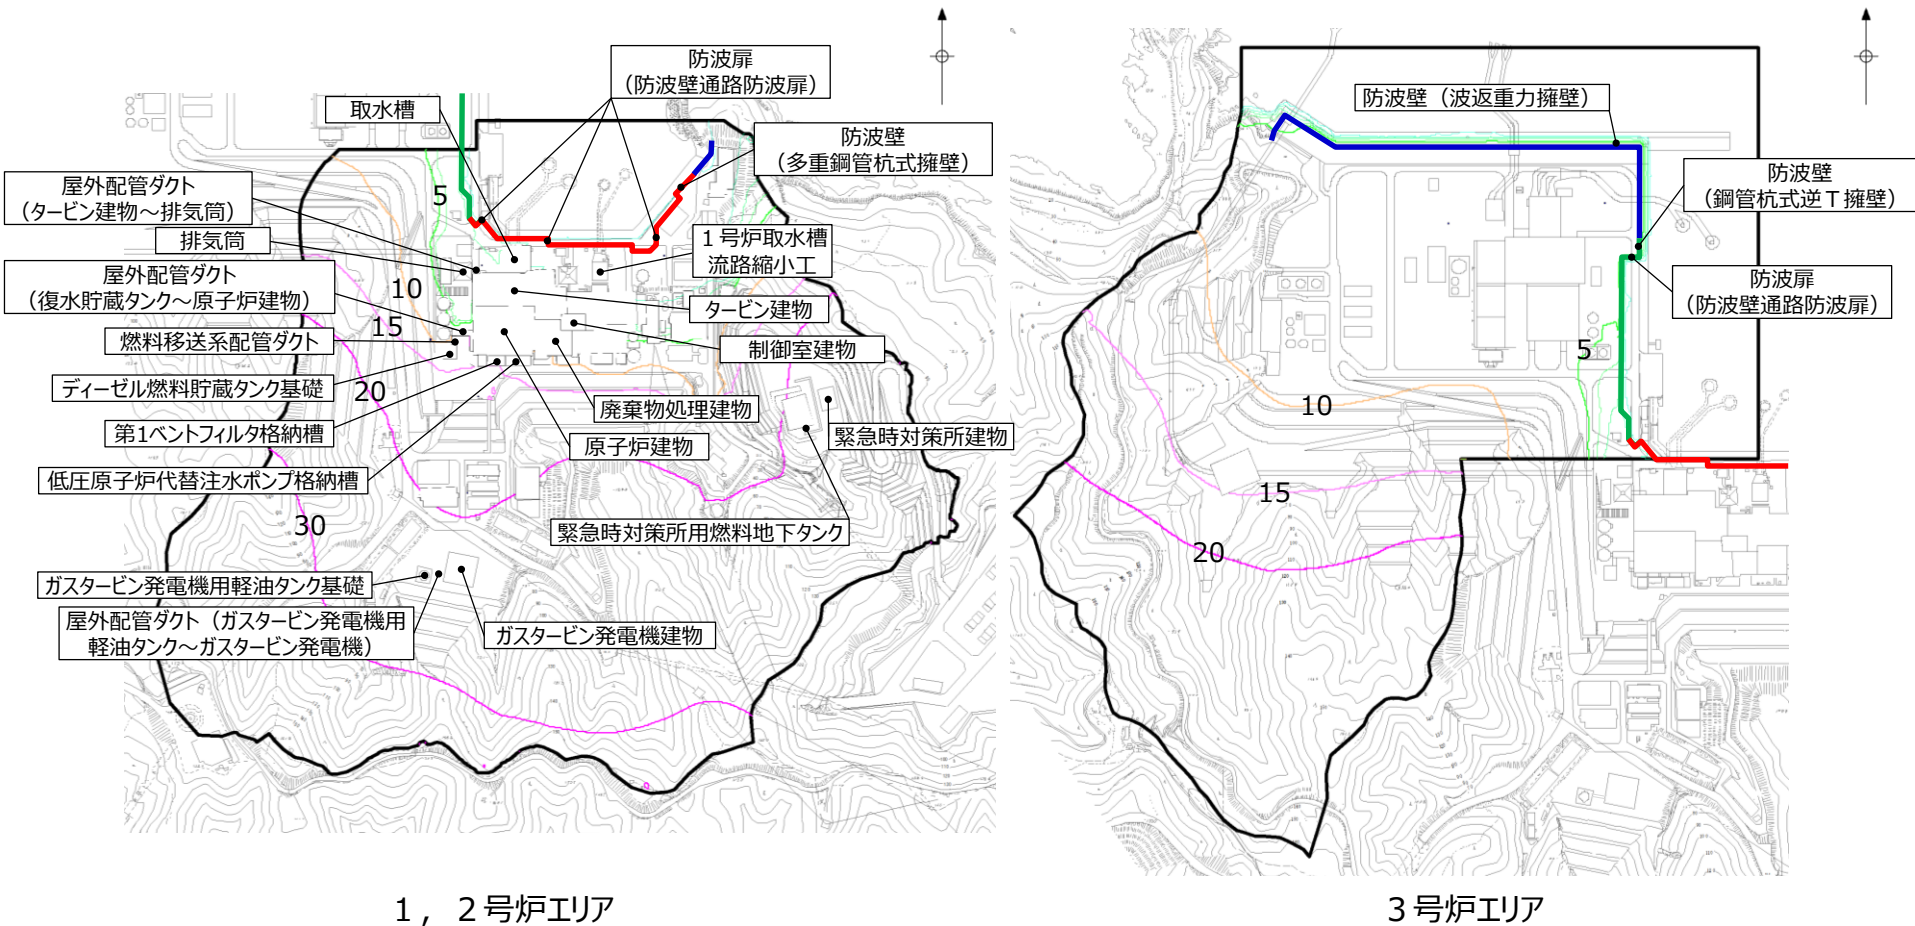 防波扉
（防波壁通路防波扉）
取水槽
防波壁
（多重鋼管杭式擁壁）
屋外配管ダクト
（タービン建物～排気筒）
5
排気筒
1号炉取水槽
流路縮小工
屋外配管ダクト
（復水貯蔵タンク～原子炉建物）
10
タービン建物
15
燃料移送系配管ダクト
制御室建物
ディーゼル燃料貯蔵タンク基礎
20
廃棄物処理建物
第1ベントフィルタ格納槽
緊急時対策所建物
原子炉建物
低圧原子炉代替注水ポンプ格納槽
30
緊急時対策所用燃料地下タンク
ガスタービン発電機用軽油タンク基礎
屋外配管ダクト（ガスタービン発電機用
軽油タンク～ガスタービン発電機）
ガスタービン発電機建物
1，2号炉エリア
防波壁（波返重力擁壁）
防波壁
（鋼管杭式逆T擁壁）
防波扉
（防波壁通路防波扉）
5
10
15
20
3号炉エリア